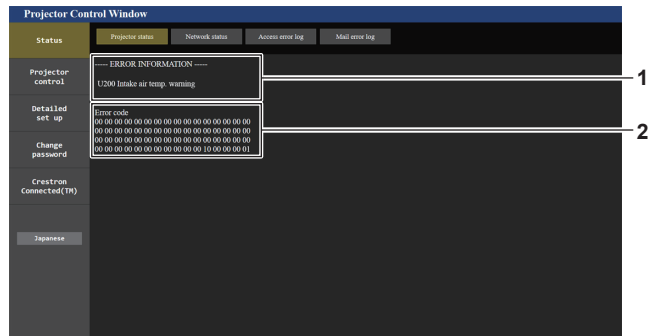 Projector Control Window
Status
Projector status
Network status
Access error log
Mail error log
Projector
control
Detailed
set up
Change
password
Crestron
Connected(TM)
Japanese
----- ERROR INFORMATION -----
U200 Intake air temp. warning
Error code
00 00 00 00 00 00 00 00 00 00 00 00 00 00 00 00
00 00 00 00 00 00 00 00 00 00 00 00 00 00 00 00
00 00 00 00 00 00 00 00 00 00 00 00 00 00 00 00
00 00 00 00 00 00 00 00 00 00 00 10 00 00 00 01
1
2